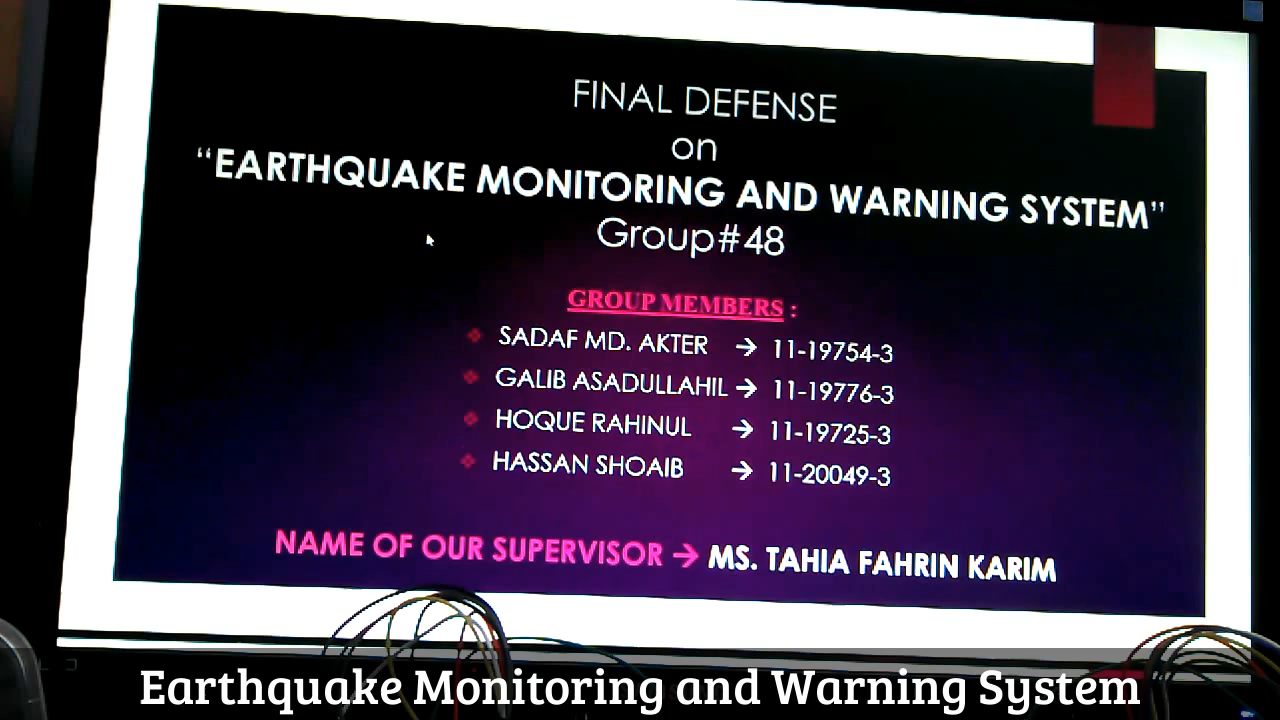 FINAL DEFENSE
on
“EARTHQUAKE MONITORING AND WARNING SYSTEM”
Group#48
GROUP MEMBERS :
SADAF MD. AKTER → 11-19754-3
GALIB ASADULLAHIL → 11-19776-3
HOQUE RAHINUL → 11-19725-3
HASSAN SHOAIB → 11-20049-3
NAME OF OUR SUPERVISOR → MS. TAHIA FAHRIN KARIM
Earthquake Monitoring and Warning System